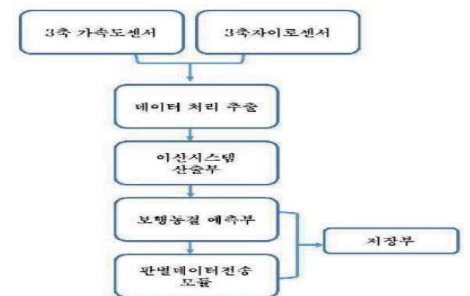 3축 가속도센서
3축자이로센서
데이터 처리 추출
이산시스템
산출부
보행동결 예측부
저장부
판별데이터전송
모듈